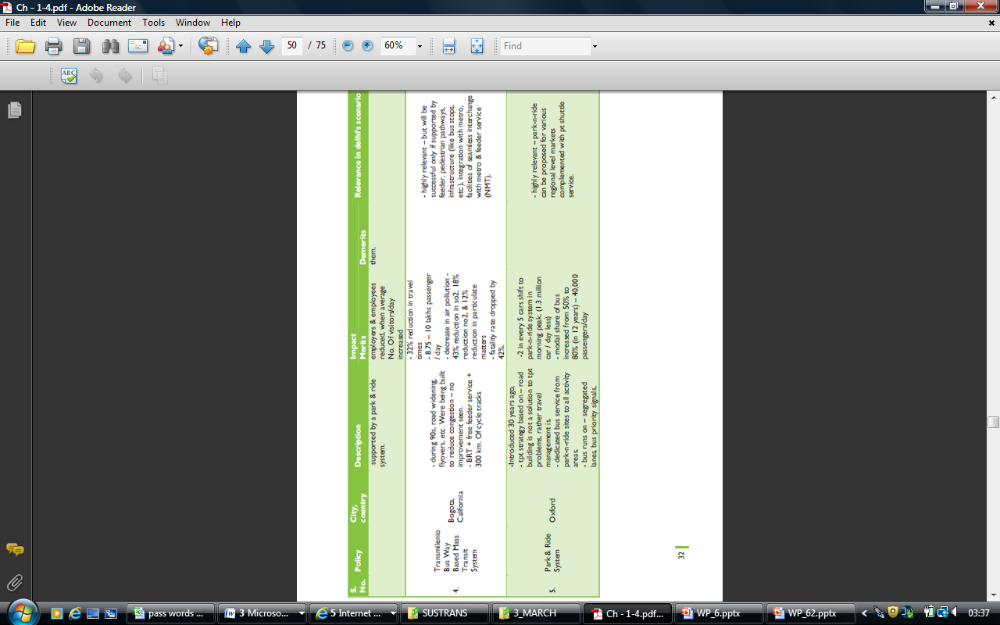 Ch - 1-4.pdf - Adobe Reader
File Edit View Document Tools Window Help
50 / 75 60% Find
S. No. Policy City, country Description Impact Merits Demerits Relevance in delhi's scenario
supported by a park & ride
system.
employers & employees
reduced, when average
No. Of visitors/day
increased
them.
4.
Transmilenio
Bus Way
Based Mass
Transit
System
Bogota,
California
- during 90s, road widening,
flyovers, etc. Were being built
to reduce congestion – no
improvement seen.
- BRT + free feeder service +
300 km. Of cycle tracks
- 32% reduction in travel
times
- 8.75 – 10 lakhs passenger
/ day
- decrease in air pollution -
43% reduction in so2, 18%
reduction no2, & 12%
reduction in particulate
matters
- fatality rate dropped by
42%.
- highly relevant – but will be
successful only if supported by
feeder, pedestrian pathways,
infrastructure (like bus stops,
etc.), integration with metro,
facilities of seamless interchange
with metro & feeder service
(NMT).
5.
Park & Ride
System
Oxford
-Introduced 30 years ago.
- tpt strategy based on – road
building is not a solution to tpt
problems, rather travel
management is.
- dedicated bus service from
park-n-ride sites to all activity
areas.
- bus runs on – segregated
lanes, bus priority signals,
-2 in every 5 cars shift to
park-n-ride system in
morning peak. (1.3 million
car / day less)
- modal share of bus
increased from 50% to
80% (in 12 years) – 40,000
passengers/day
- highly relevant – park-n-ride
can be proposed for various
regional level markets
complemented with pt shuttle
service.
32
pass words ... 3 Microso... 5 Internet ... SUSTRANS 3_MARCH Ch - 1-4.pdf... WP_6.pptx WP_62.pptx 03:37